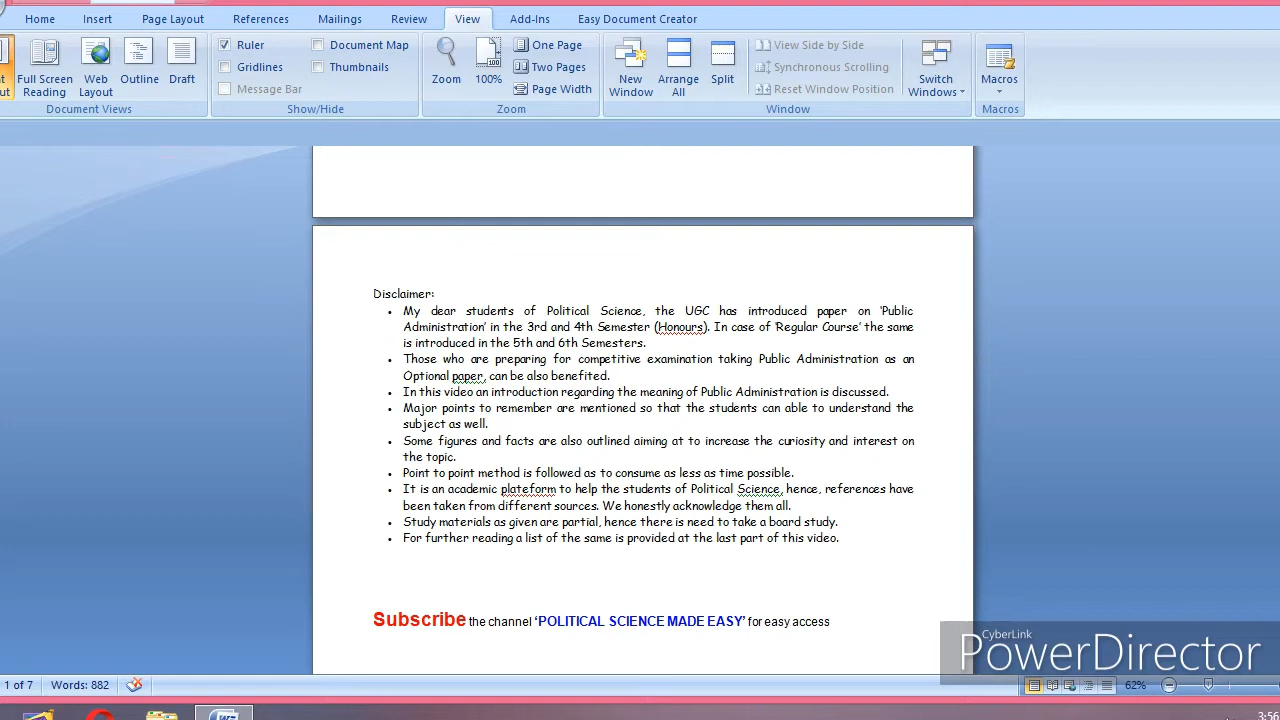 Home Insert Page Layout References Mailings Review View Add-Ins Easy Document Creator
Ruler Document Map One Page View Side by Side
Gridlines Thumbnails Two Pages Synchronous Scrolling
Message Bar Page Width Reset Window Position
Full Screen Reading Web Layout Outline Draft Zoom 100% New Window Arrange All Split Switch Windows Macros
Document Views Show/Hide Zoom Window Macros
Disclaimer:
• My dear students of Political Science, the UGC has introduced paper on ‘Public
Administration’ in the 3rd and 4th Semester (Honours). In case of ‘Regular Course’ the same
is introduced in the 5th and 6th Semesters.
• Those who are preparing for competitive examination taking Public Administration as an
Optional paper, can be also benefited.
• In this video an introduction regarding the meaning of Public Administration is discussed.
• Major points to remember are mentioned so that the students can able to understand the
subject as well.
• Some figures and facts are also outlined aiming at to increase the curiosity and interest on
the topic.
• Point to point method is followed as to consume as less as time possible.
• It is an academic plateform to help the students of Political Science, hence, references have
been taken from different sources. We honestly acknowledge them all.
• Study materials as given are partial, hence there is need to take a board study.
• For further reading a list of the same is provided at the last part of this video.
Subscribe the channel ‘POLITICAL SCIENCE MADE EASY’ for easy access
CyberLink
PowerDirector
1 of 7 Words: 882 62%
3:56